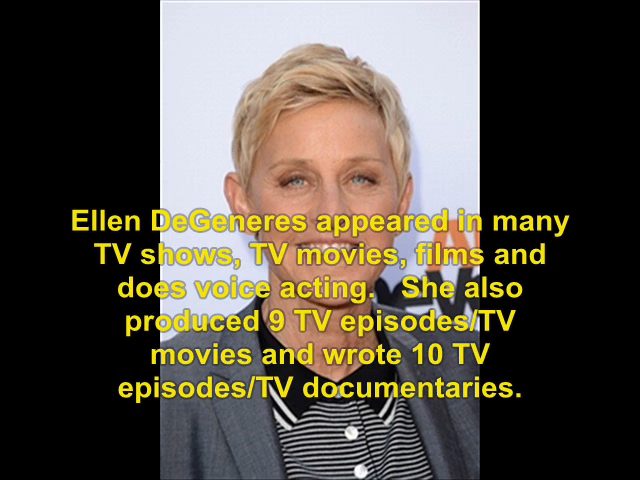 Ellen DeGeneres appeared in many
TV shows, TV movies, films and
does voice acting.   She also
produced 9 TV episodes/TV
movies and wrote 10 TV
episodes/TV documentaries.